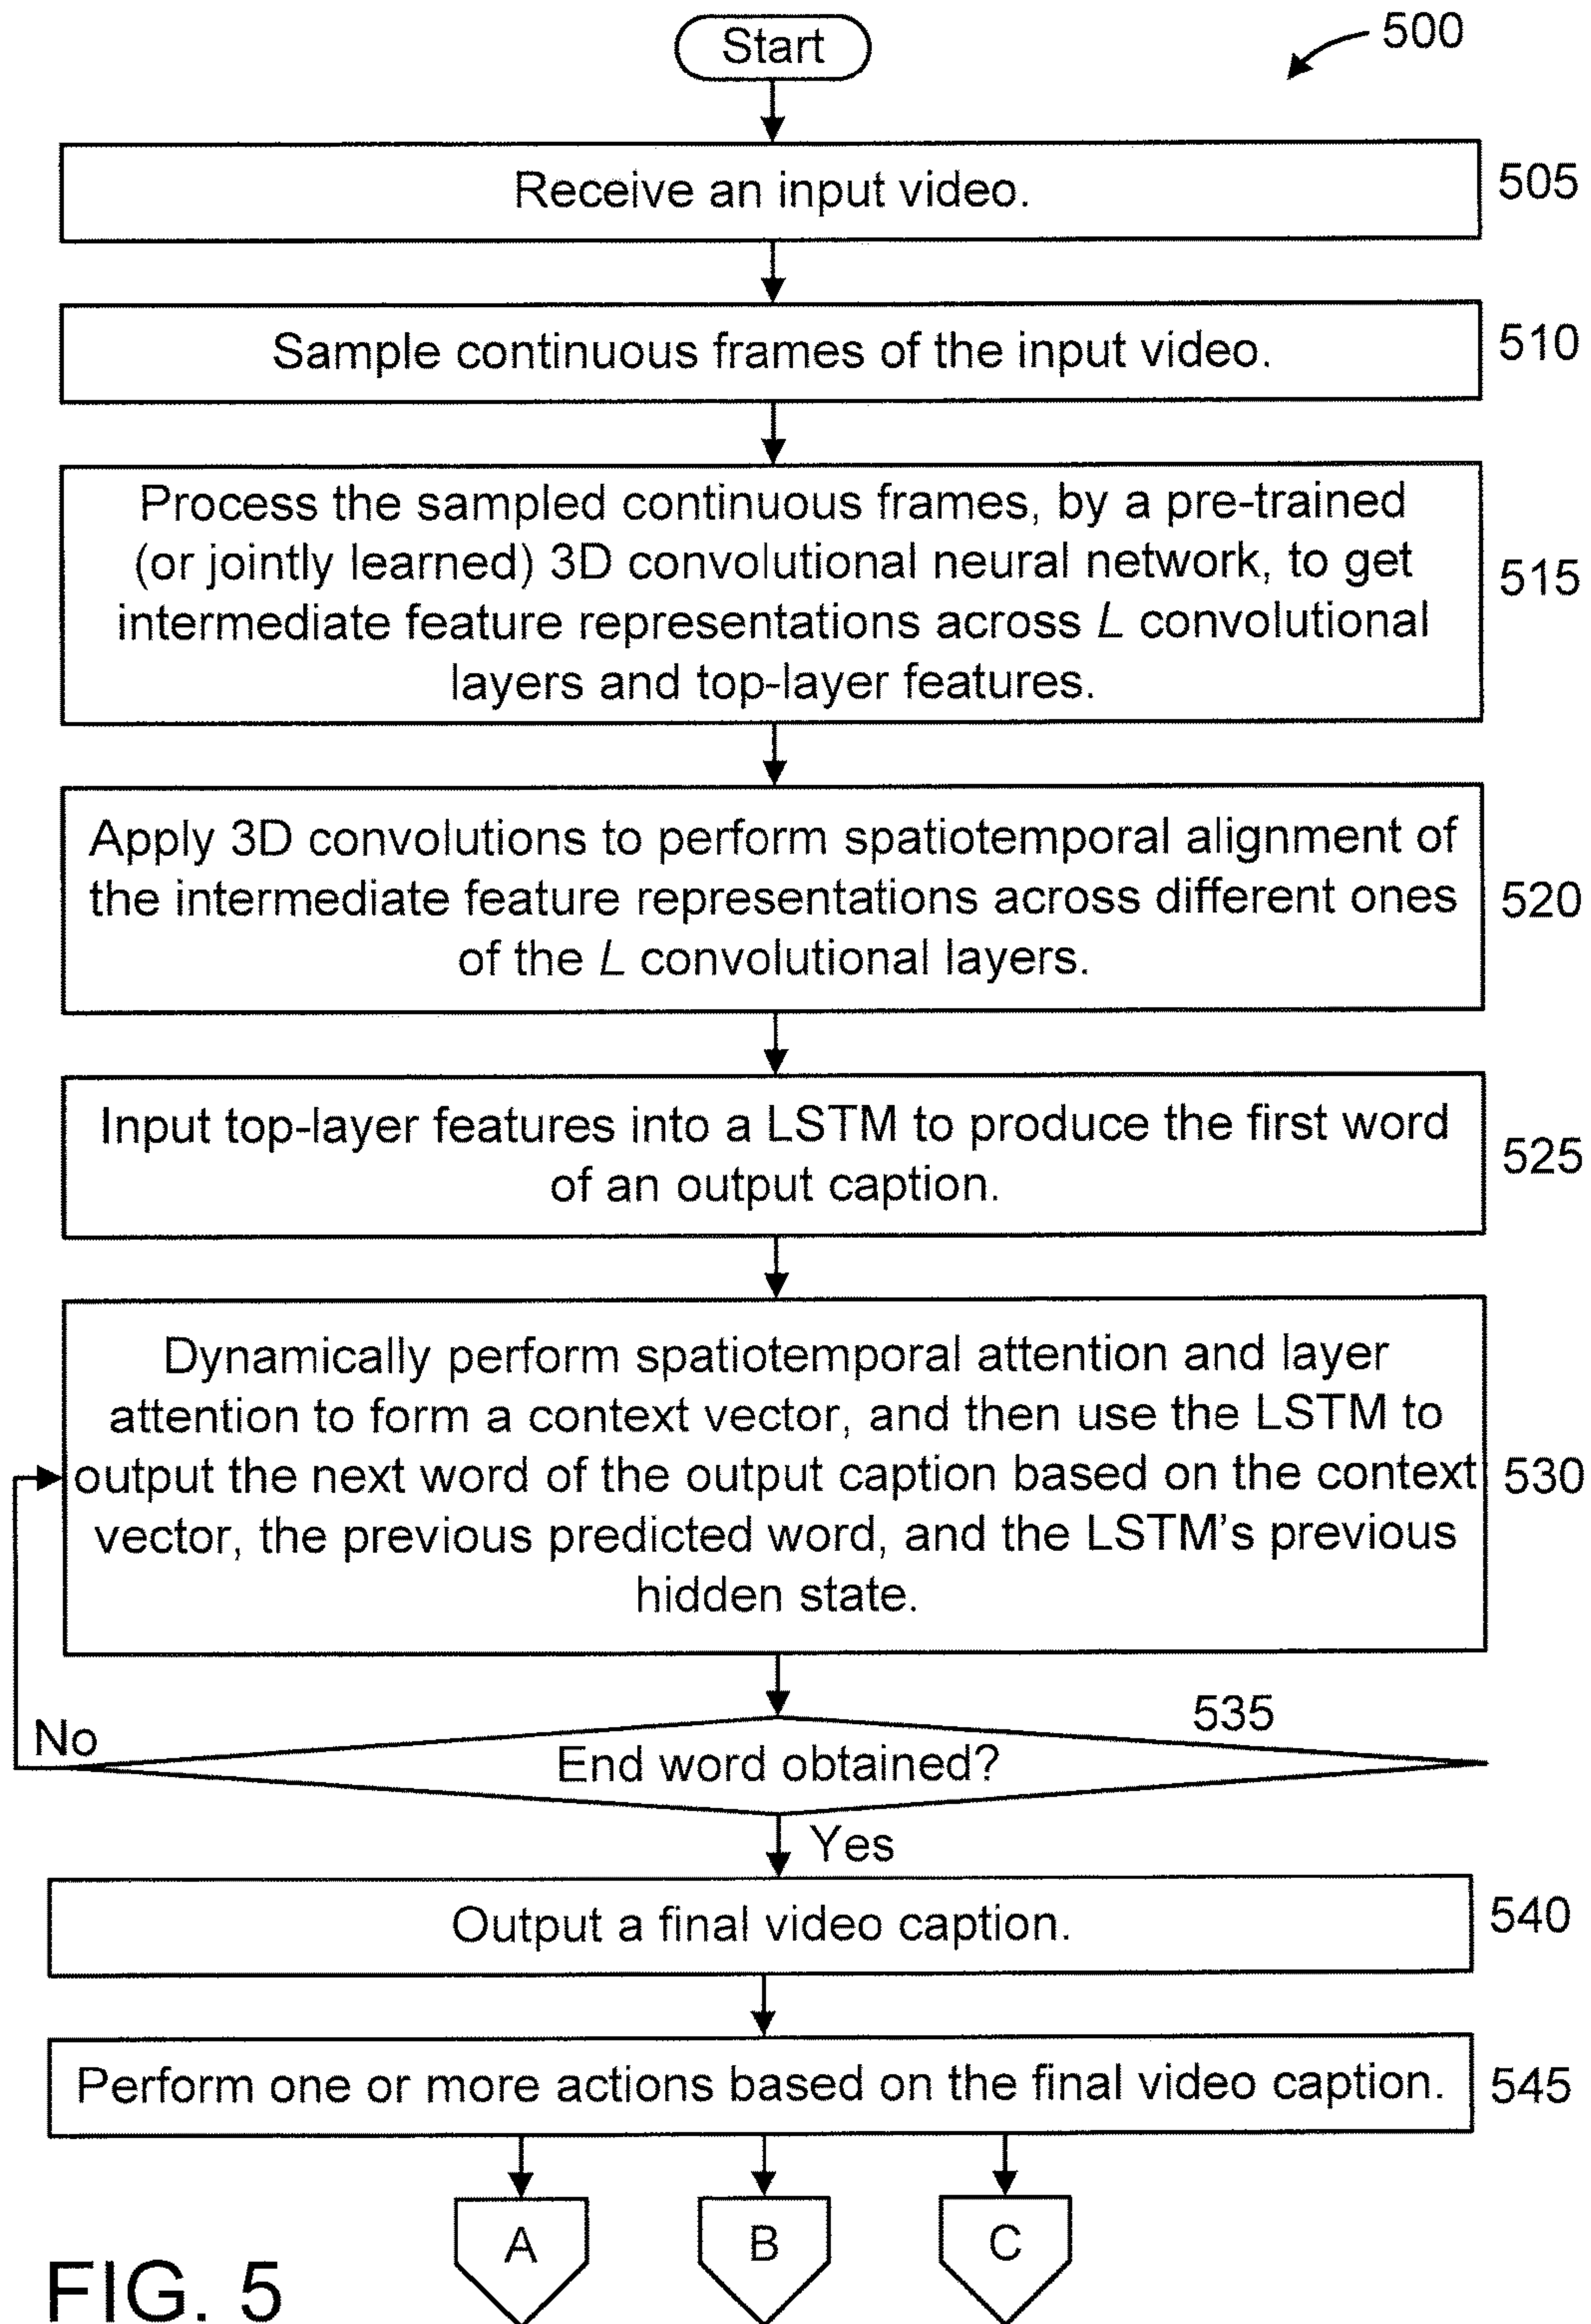 Start
500
Receive an input video.
505
Sample continuous frames of the input video.
510
Process the sampled continuous frames, by a pre-trained
(or jointly learned) 3D convolutional neural network, to get
intermediate feature representations across L convolutional
layers and top-layer features.
515
Apply 3D convolutions to perform spatiotemporal alignment of
the intermediate feature representations across different ones
of the L convolutional layers.
520
Input top-layer features into a LSTM to produce the first word
of an output caption.
525
Dynamically perform spatiotemporal attention and layer
attention to form a context vector, and then use the LSTM to
output the next word of the output caption based on the context
vector, the previous predicted word, and the LSTM's previous
hidden state.
530
535
No
End word obtained?
Yes
Output a final video caption.
540
Perform one or more actions based on the final video caption.
545
A
B
C
FIG. 5